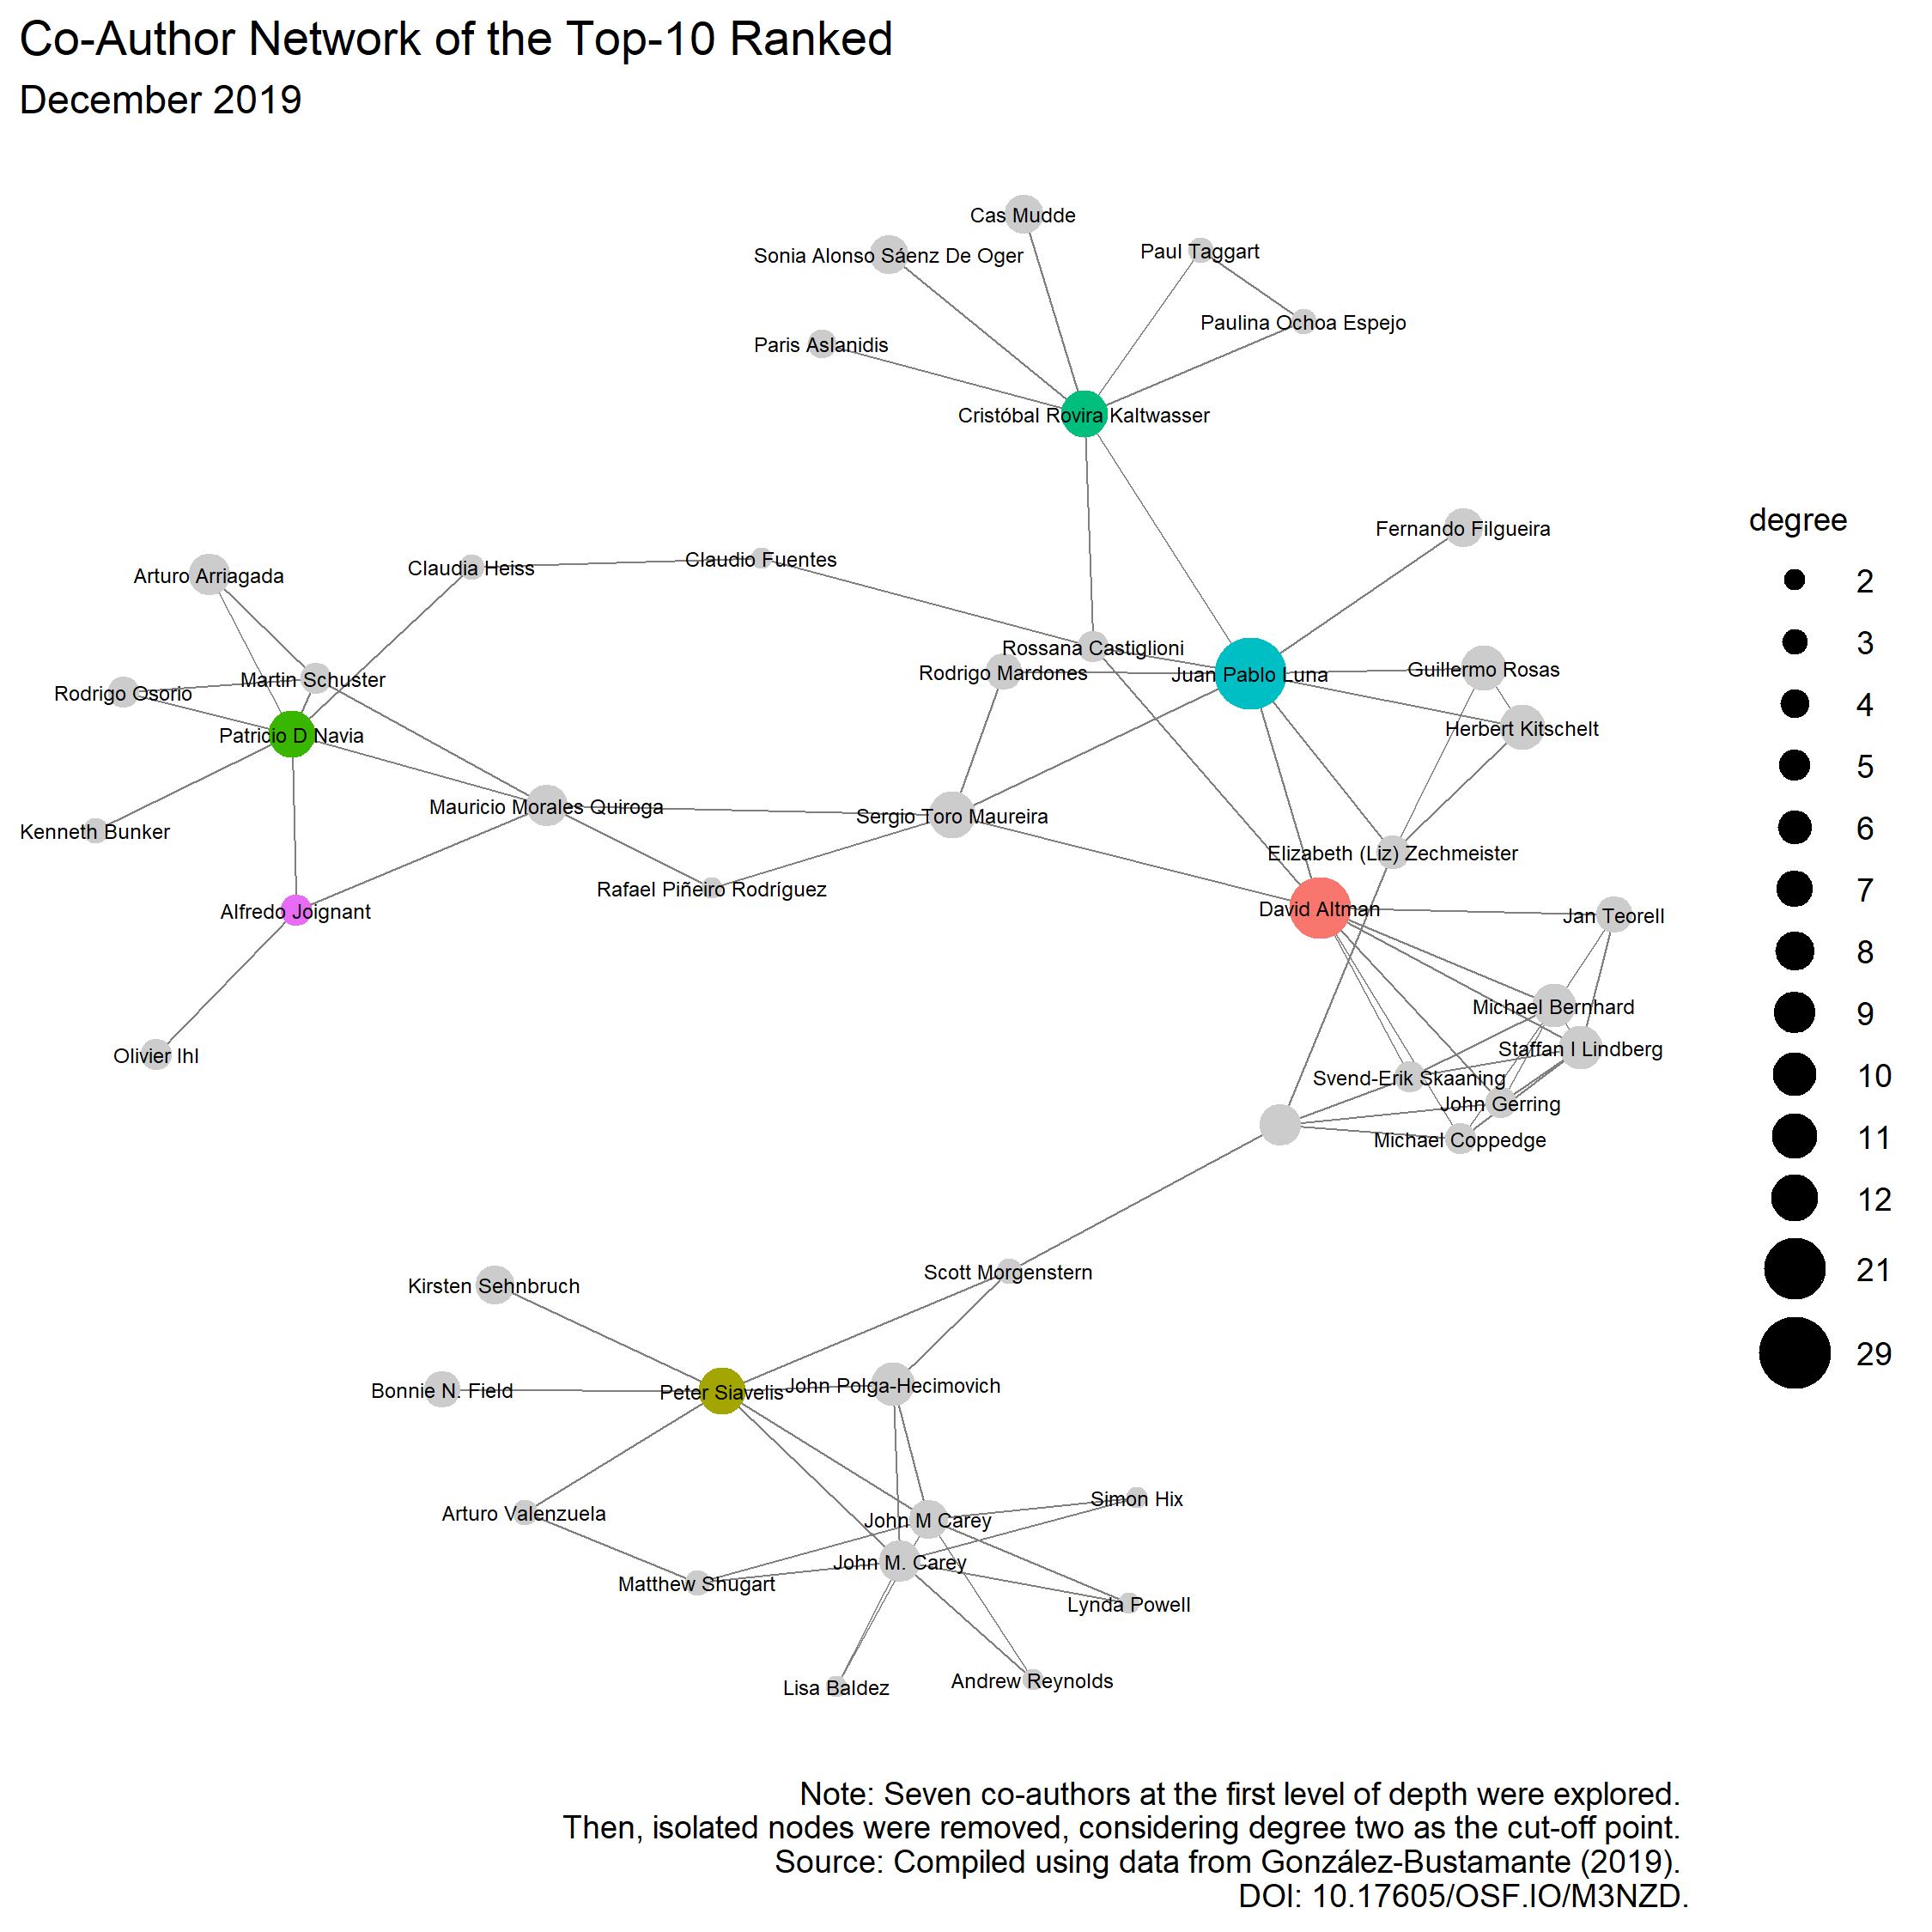 Co-Author Network of the Top-10 Ranked
December 2019
Cas Mudde
Sonia Alonso Sáenz De Oger
Paul Taggart
Paulina Ochoa Espejo
Paris Aslanidis
Cristóbal Rovira Kaltwasser
Fernando Filgueira
Arturo Arriagada
Claudia Heiss
Claudio Fuentes
Rossana Castiglioni
Rodrigo Mardones
Juan Pablo Luna
Guillermo Rosas
Martin Schuster
Rodrigo Osorio
Patricio D Navia
Herbert Kitschelt
Mauricio Morales Quiroga
Sergio Toro Maureira
Kenneth Bunker
Elizabeth (Liz) Zechmeister
Rafael Piñeiro Rodríguez
Alfredo Joignant
David Altman
Jan Teorell
Michael Bernhard
Olivier Ihl
Staffan I Lindberg
Svend-Erik Skaaning
John Gerring
Michael Coppedge
Scott Morgenstern
Kirsten Sehnbruch
Bonnie N. Field
Peter Siavelis
John Polga-Hecimovich
Arturo Valenzuela
Simon Hix
John M Carey
John M. Carey
Matthew Shugart
Lynda Powell
Lisa Baldez
Andrew Reynolds
degree
2
3
4
5
6
7
8
9
10
11
12
21
29
Note: Seven co-authors at the first level of depth were explored.
Then, isolated nodes were removed, considering degree two as the cut-off point.
Source: Compiled using data from González-Bustamante (2019).
DOI: 10.17605/OSF.IO/M3NZD.